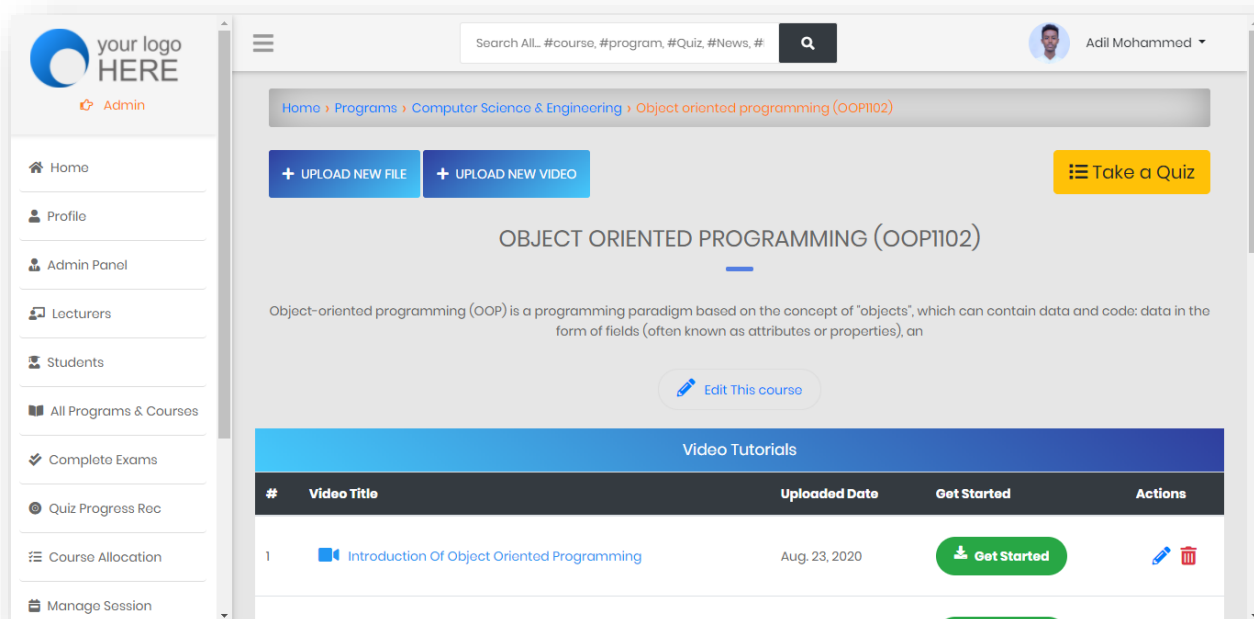 your logo
HERE
Admin
Home
Profile
Admin Panel
Lecturers
Students
All Programs & Courses
Complete Exams
Quiz Progress Rec
Course Allocation
Manage Session
Search All... #course, #program, #Quiz, #News, #
Adil Mohammed
Home › Programs › Computer Science & Engineering › Object oriented programming (OOP1102)
+ UPLOAD NEW FILE
+ UPLOAD NEW VIDEO
Take a Quiz
OBJECT ORIENTED PROGRAMMING (OOP1102)
Object-oriented programming (OOP) is a programming paradigm based on the concept of "objects", which can contain data and code: data in the
form of fields (often known as attributes or properties), an
Edit This course
Video Tutorials
# Video Title Uploaded Date Get Started Actions
1 Introduction Of Object Oriented Programming Aug. 23, 2020 Get Started